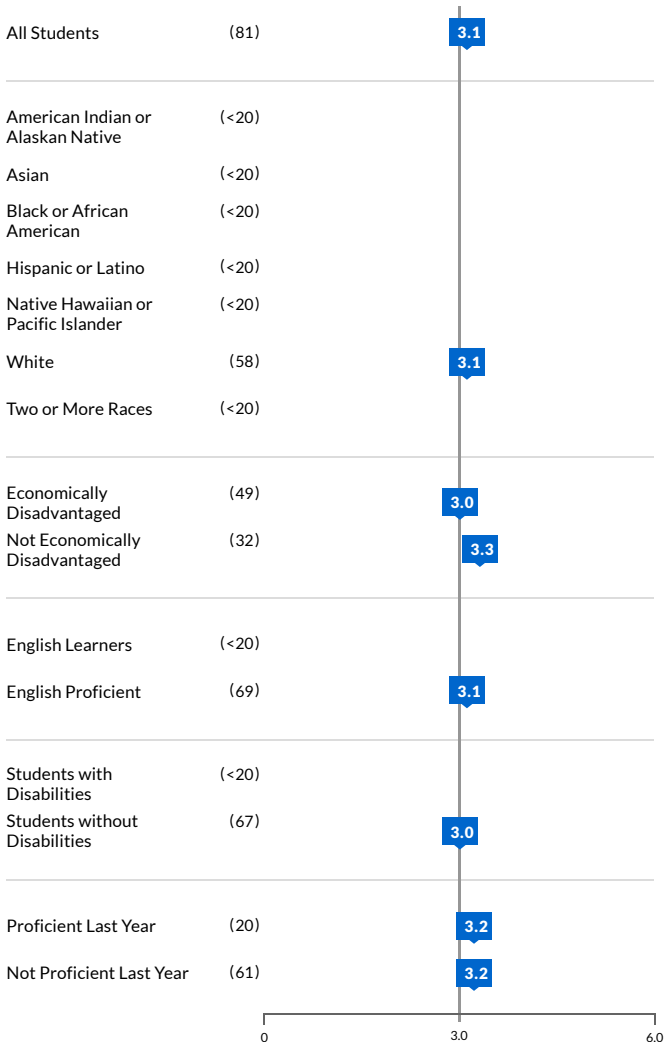 All Students (81) 3.1
American Indian or (<20)
Alaskan Native
Asian (<20)
Black or African (<20)
American
Hispanic or Latino (<20)
Native Hawaiian or (<20)
Pacific Islander
White (58) 3.1
Two or More Races (<20)
Economically (49) 3.0
Disadvantaged
Not Economically (32) 3.3
Disadvantaged
English Learners (<20)
English Proficient (69) 3.1
Students with (<20)
Disabilities
Students without (67) 3.0
Disabilities
Proficient Last Year (20) 3.2
Not Proficient Last Year (61) 3.2
0 3.0 6.0